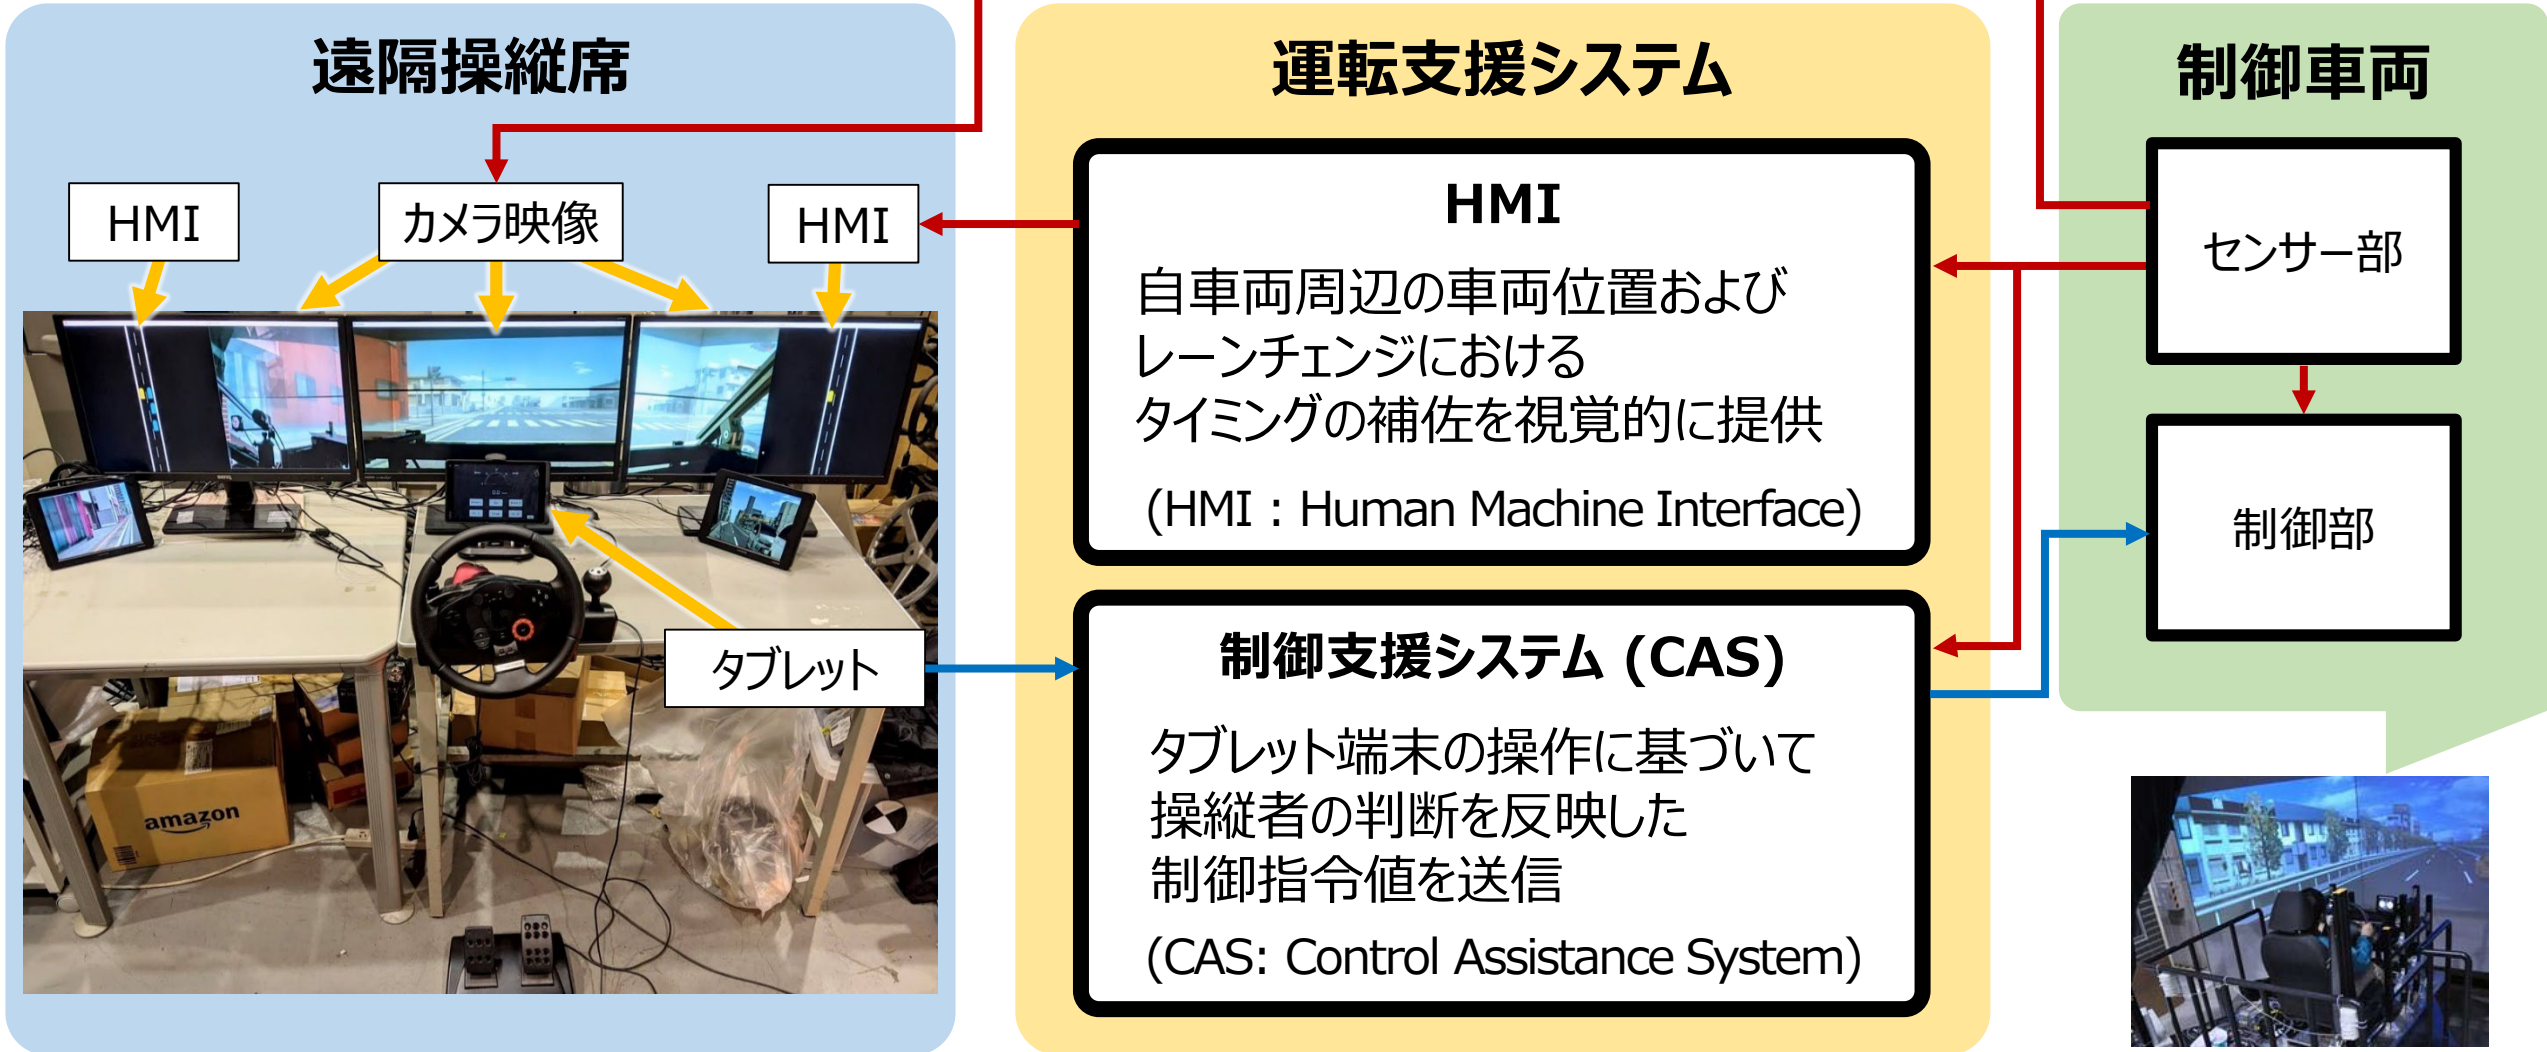 遠隔操縦席
HMI
カメラ映像
HMI
タブレット
amazon
運転支援システム
HMI
自車両周辺の車両位置および
レーンチェンジにおける
タイミングの補佐を視覚的に提供
(HMI : Human Machine Interface)
制御支援システム (CAS)
タブレット端末の操作に基づいて
操縦者の判断を反映した
制御指令値を送信
(CAS: Control Assistance System)
制御車両
センサー部
制御部